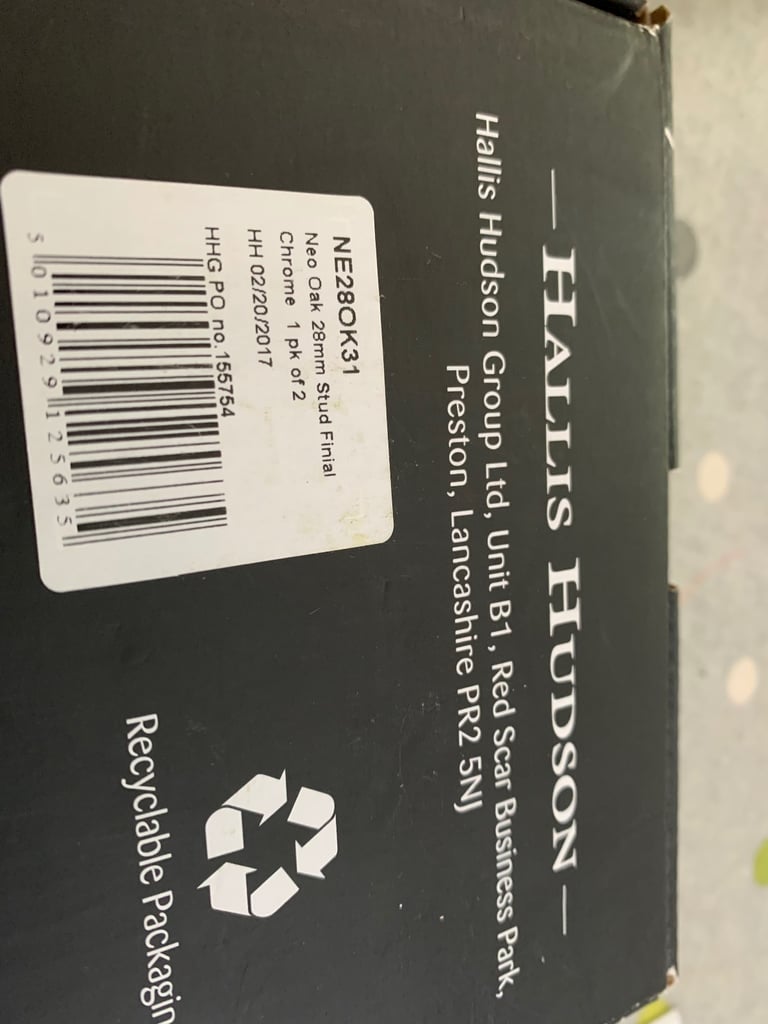 — HALLIS HUDSON —
Hallis Hudson Group Ltd, Unit B1, Red Scar Business Park,
Preston, Lancashire PR2 5NJ
NE28OK31
Neo Oak 28mm Stud Finial
Chrome 1 pk of 2
HH 02/20/2017
HHG PO no.155754
5 010929 125635
Recyclable Packagin